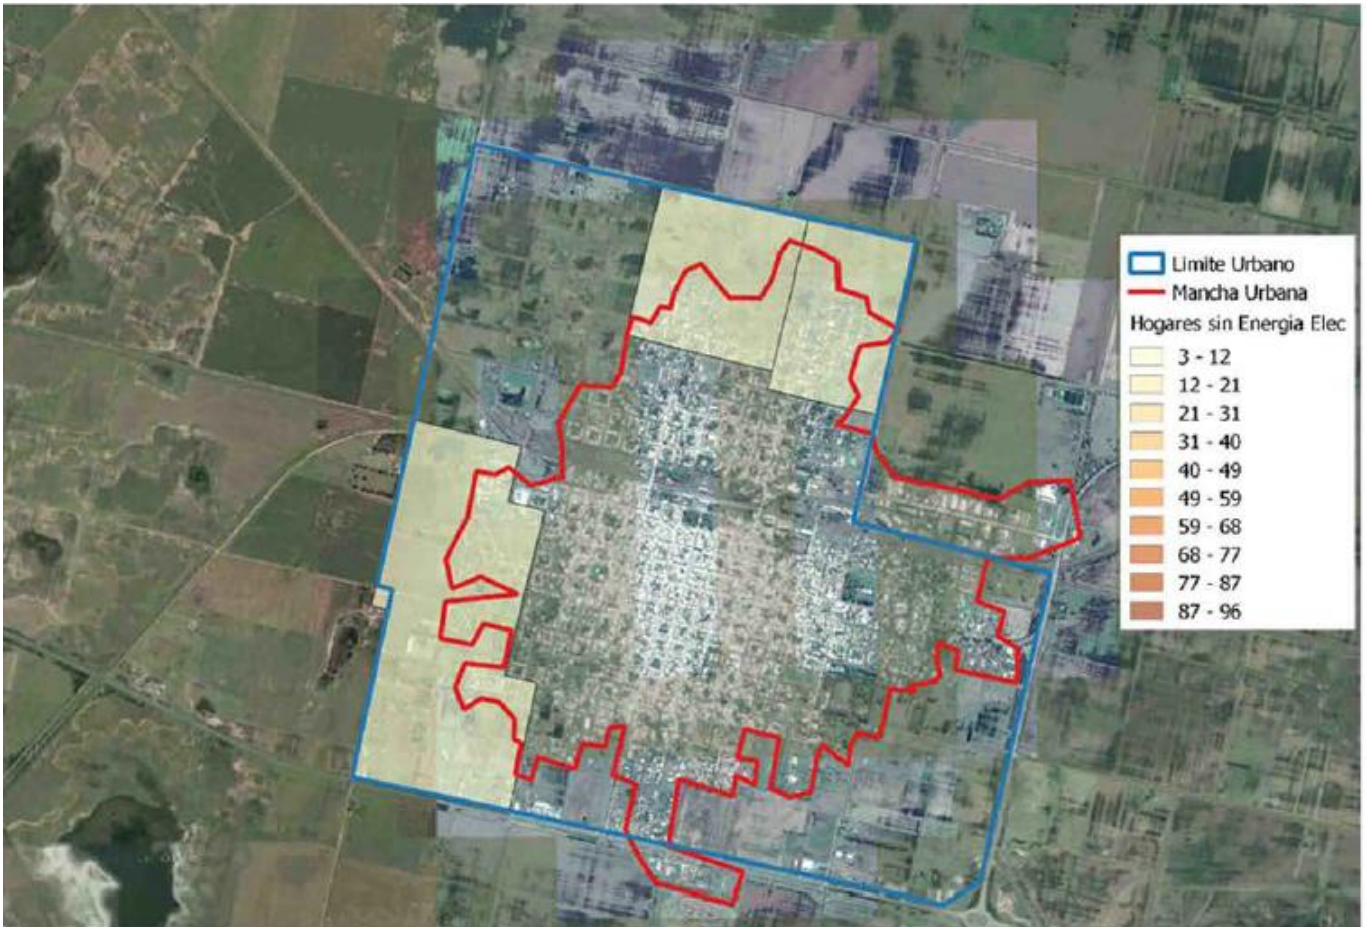 Limite Urbano
Mancha Urbana
Hogares sin Energia Elec
3 - 12
12 - 21
21 - 31
31 - 40
40 - 49
49 - 59
59 - 68
68 - 77
77 - 87
87 - 96